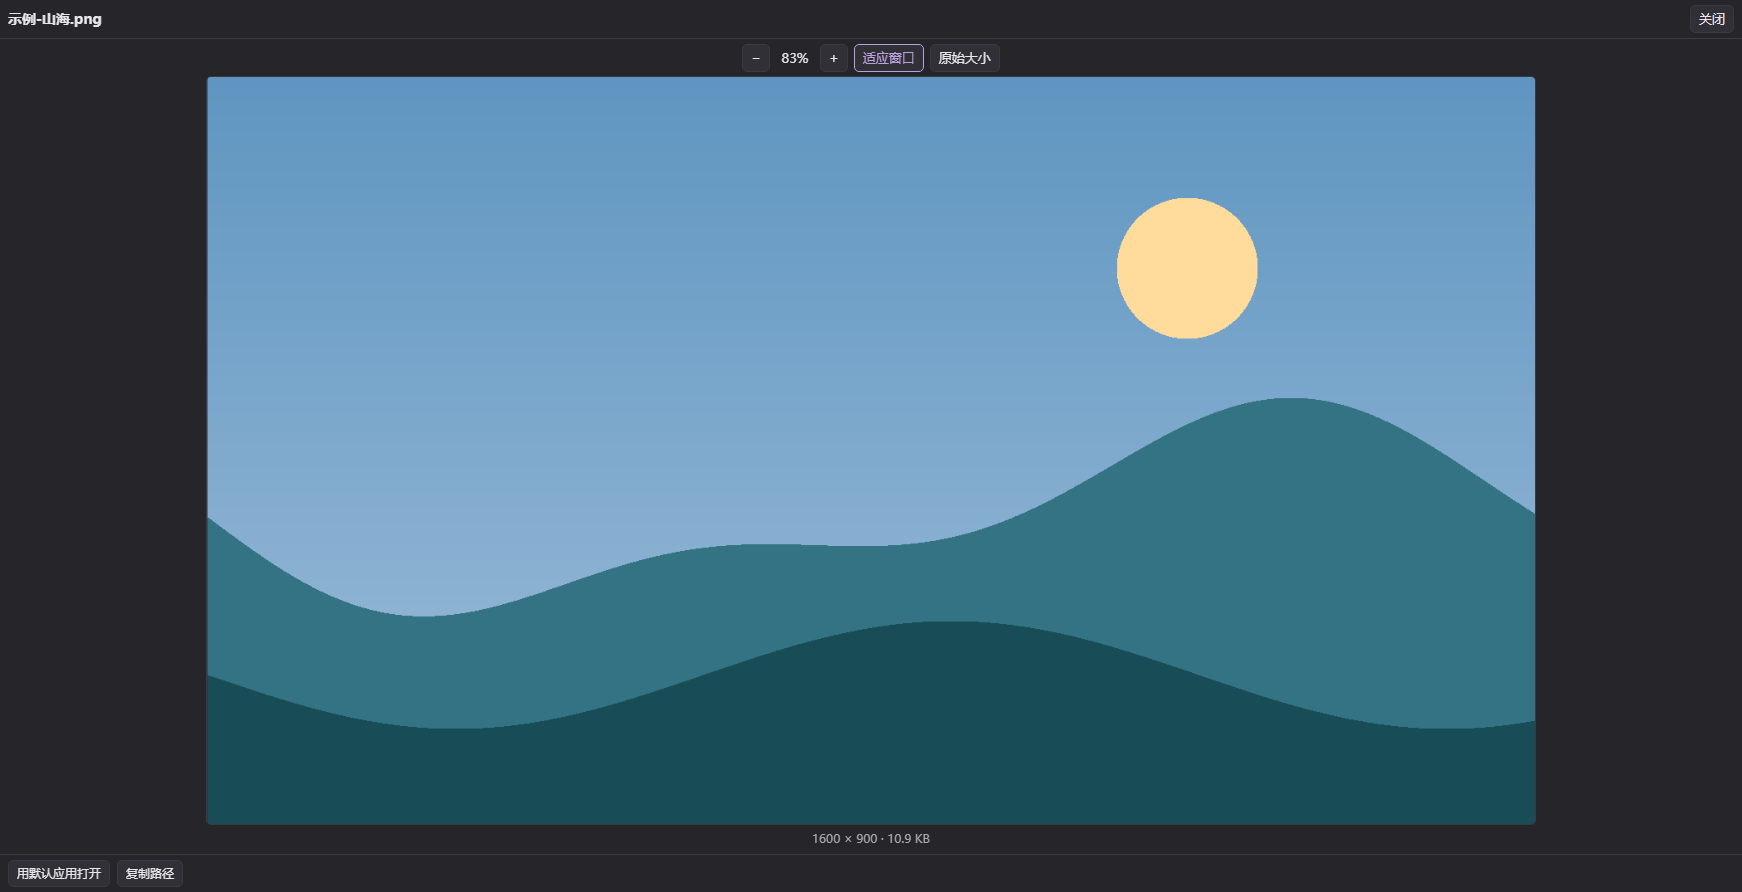 示例-山海.png
关闭
− 83% + 适应窗口 原始大小
1600 × 900 · 10.9 KB
用默认应用打开 复制路径